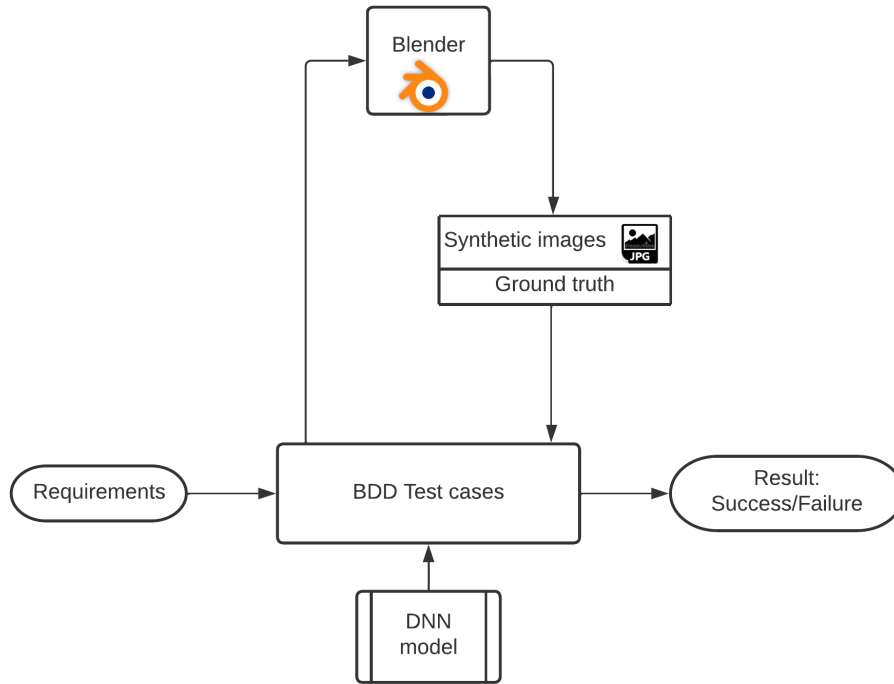 Blender
Synthetic images
JPG
Ground truth
Requirements
BDD Test cases
Result:
Success/Failure
DNN
model